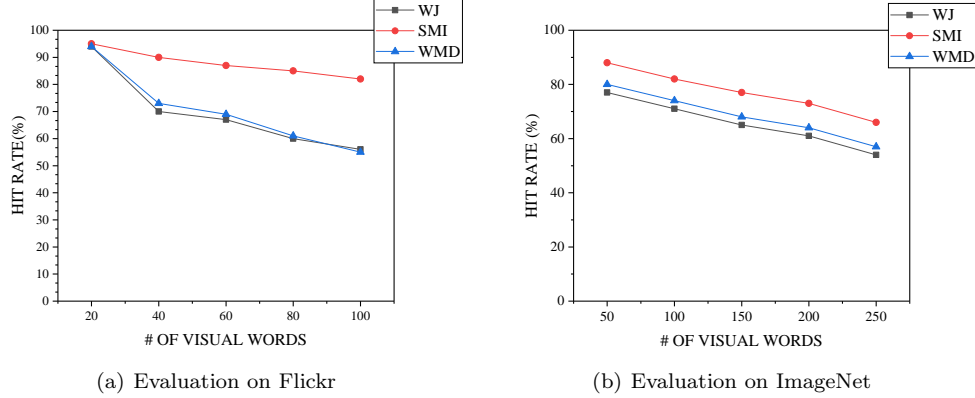 WJ
SMI
WMD
100
90
80
70
60
50
40
30
20
10
0
HIT RATE(%)
20 40 60 80 100
# OF VISUAL WORDS
(a) Evaluation on Flickr
WJ
SMI
WMD
100
80
60
40
20
0
HIT RATE (%)
50 100 150 200 250
# OF VISUAL WORDS
(b) Evaluation on ImageNet